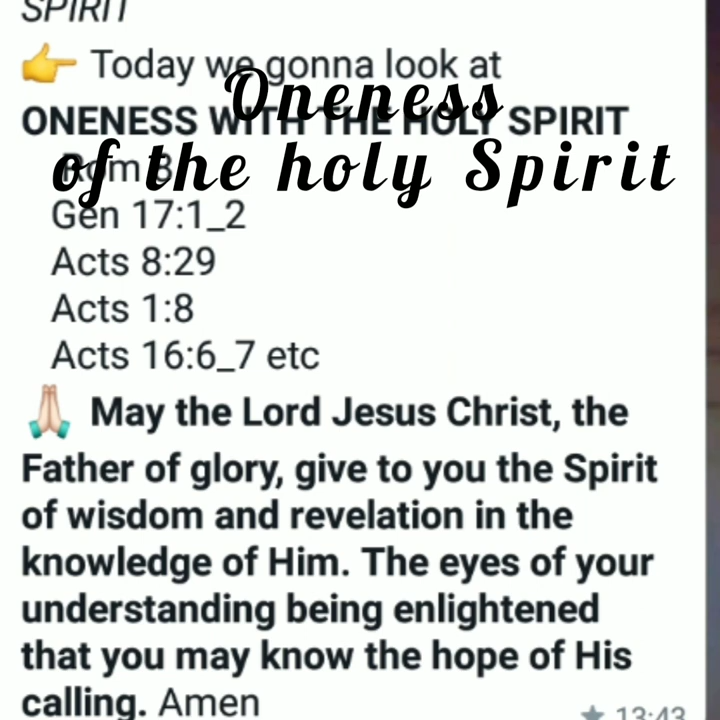 SPIRIT
👉 Today we gonna look at
ONENESS WITH THE HOLY SPIRIT
Oneness
of the holy Spirit
Rom 8
Gen 17:1_2
Acts 8:29
Acts 1:8
Acts 16:6_7 etc
🙏🏻 May the Lord Jesus Christ, the
Father of glory, give to you the Spirit
of wisdom and revelation in the
knowledge of Him. The eyes of your
understanding being enlightened
that you may know the hope of His
calling. Amen
★ 13:43